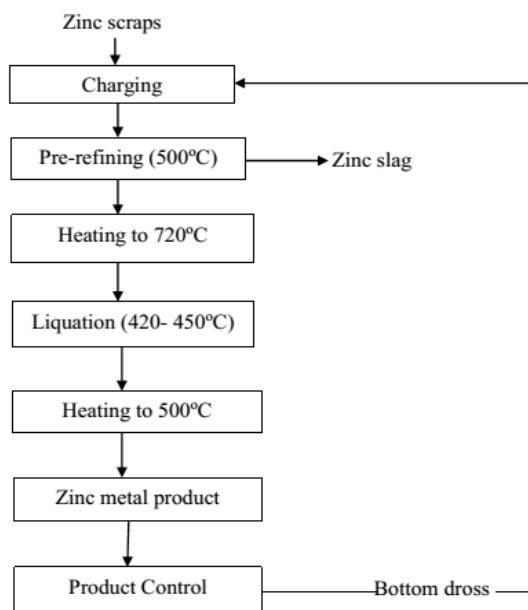 Zinc scraps
Charging
Pre-refining (500ºC)
Zinc slag
Heating to 720ºC
Liquation (420- 450ºC)
Heating to 500ºC
Zinc metal product
Product Control
Bottom dross